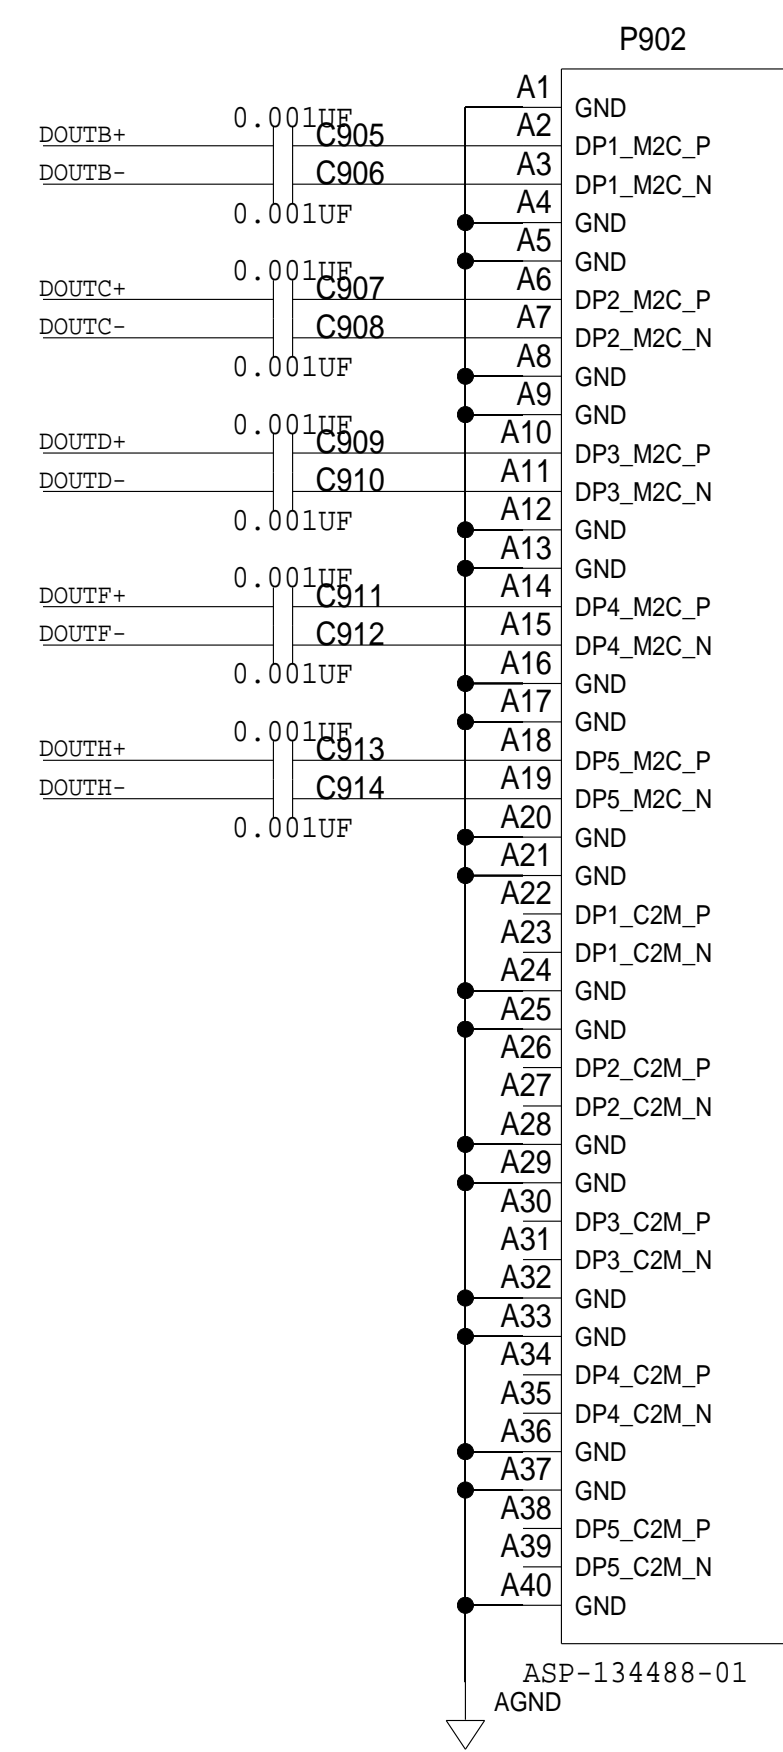 P902
A1 GND
0.001UF
DOUTB+ C905 A2 DP1_M2C_P
DOUTB- C906 A3 DP1_M2C_N
0.001UF
A4 GND
A5 GND
0.001UF
DOUTC+ C907 A6 DP2_M2C_P
DOUTC- C908 A7 DP2_M2C_N
0.001UF
A8 GND
A9 GND
0.001UF
DOUTD+ C909 A10 DP3_M2C_P
DOUTD- C910 A11 DP3_M2C_N
0.001UF
A12 GND
A13 GND
0.001UF
DOUTF+ C911 A14 DP4_M2C_P
DOUTF- C912 A15 DP4_M2C_N
0.001UF
A16 GND
A17 GND
0.001UF
DOUTH+ C913 A18 DP5_M2C_P
DOUTH- C914 A19 DP5_M2C_N
0.001UF
A20 GND
A21 GND
A22 DP1_C2M_P
A23 DP1_C2M_N
A24 GND
A25 GND
A26 DP2_C2M_P
A27 DP2_C2M_N
A28 GND
A29 GND
A30 DP3_C2M_P
A31 DP3_C2M_N
A32 GND
A33 GND
A34 DP4_C2M_P
A35 DP4_C2M_N
A36 GND
A37 GND
A38 DP5_C2M_P
A39 DP5_C2M_N
A40 GND
ASP-134488-01
AGND